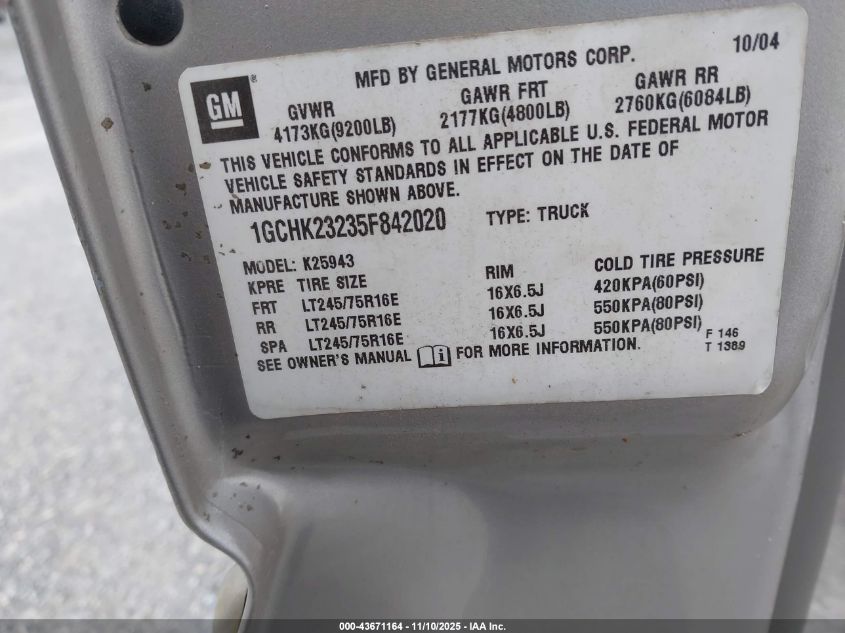 MFD BY GENERAL MOTORS CORP. 10/04
GM
GVWR GAWR FRT GAWR RR
4173KG(9200LB) 2177KG(4800LB) 2760KG(6084LB)
THIS VEHICLE CONFORMS TO ALL APPLICABLE U.S. FEDERAL MOTOR
VEHICLE SAFETY STANDARDS IN EFFECT ON THE DATE OF
MANUFACTURE SHOWN ABOVE.
1GCHK23235F842020 TYPE: TRUCK
MODEL: K25943
KPRE TIRE SIZE RIM COLD TIRE PRESSURE
FRT LT245/75R16E 16X6.5J 420KPA(60PSI)
RR LT245/75R16E 16X6.5J 550KPA(80PSI)
SPA LT245/75R16E 16X6.5J 550KPA(80PSI)
SEE OWNER'S MANUAL FOR MORE INFORMATION.
F 146
T 1389
000-43671164 - 11/10/2025 - IAA Inc.